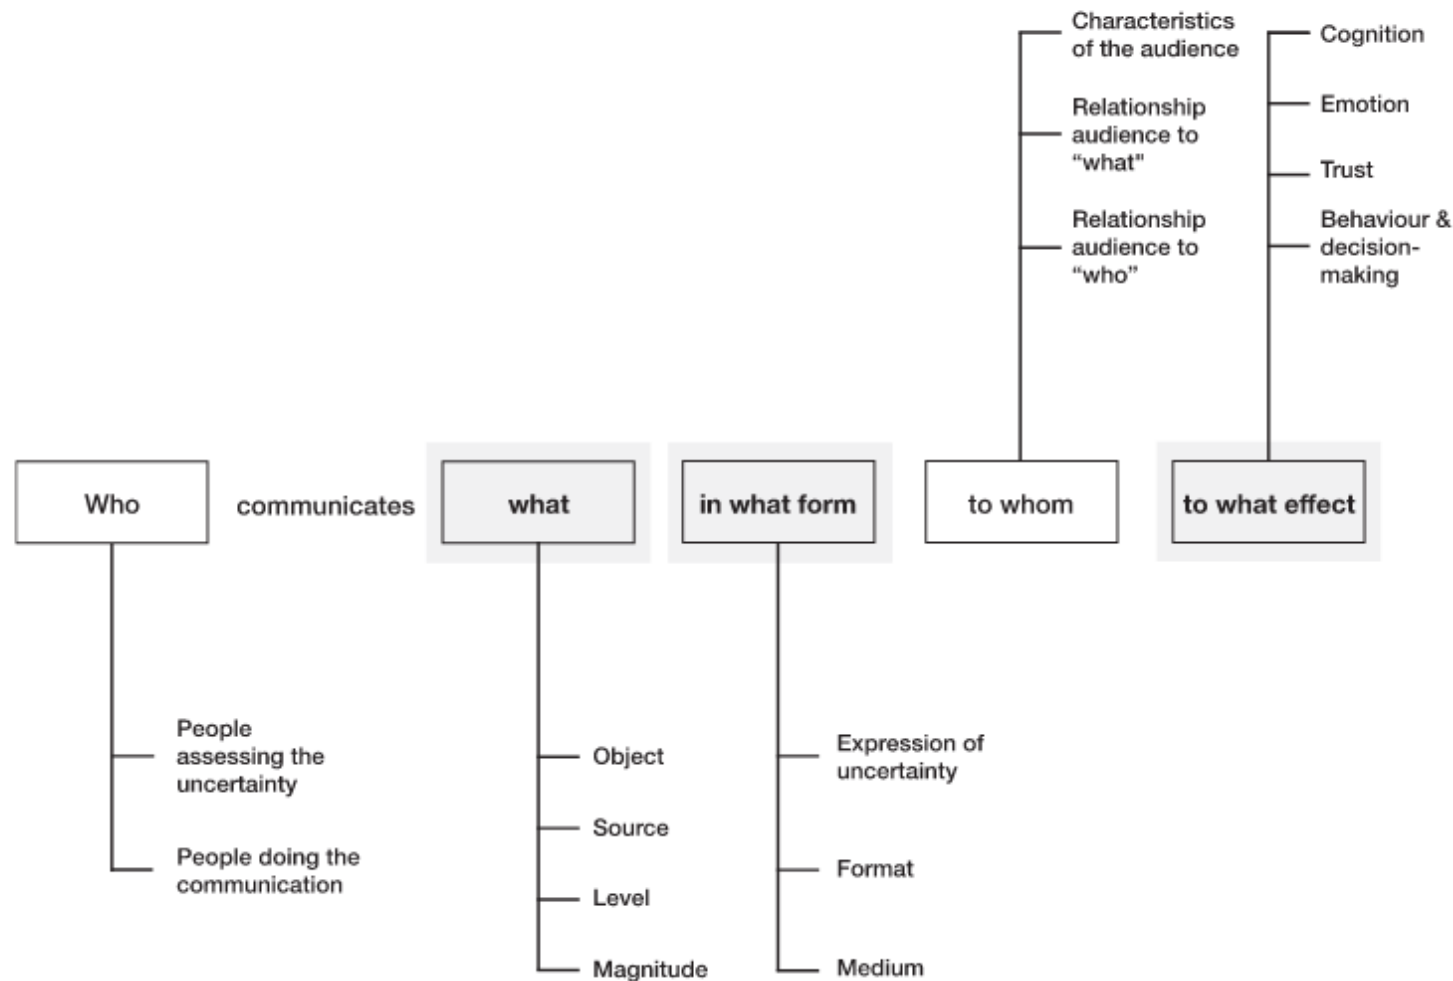 Characteristics
of the audience
Relationship
audience to
“what"
Relationship
audience to
“who”
Cognition
Emotion
Trust
Behaviour &
decision-
making
Who
communicates
what
in what form
to whom
to what effect
People
assessing the
uncertainty
People doing the
communication
Object
Source
Level
Magnitude
Expression of
uncertainty
Format
Medium